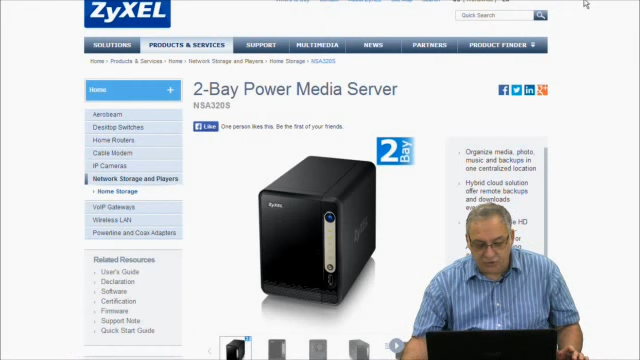 ZyXEL
Quick Search
SOLUTIONS
PRODUCTS & SERVICES
SUPPORT
MULTIMEDIA
NEWS
PARTNERS
PRODUCT FINDER
Home > Products & Services > Home > Network Storage and Players > Home Storage > NSA320S
Home +
Aerobeam
Desktop Switches
Home Routers
Cable Modem
IP Cameras
Network Storage and Players
Home Storage
VoIP Gateways
Wireless LAN
Powerline and Coax Adapters
Related Resources
User's Guide
Declaration
Software
Certification
Firmware
Support Note
Quick Start Guide
2-Bay Power Media Server
NSA320S
Like One person likes this. Be the first of your friends.
2 Bay
ZyXEL
Organize media, photo,
music and backups in
one centralized location
Hybrid cloud solution
offer remote backups
and downloads
HD